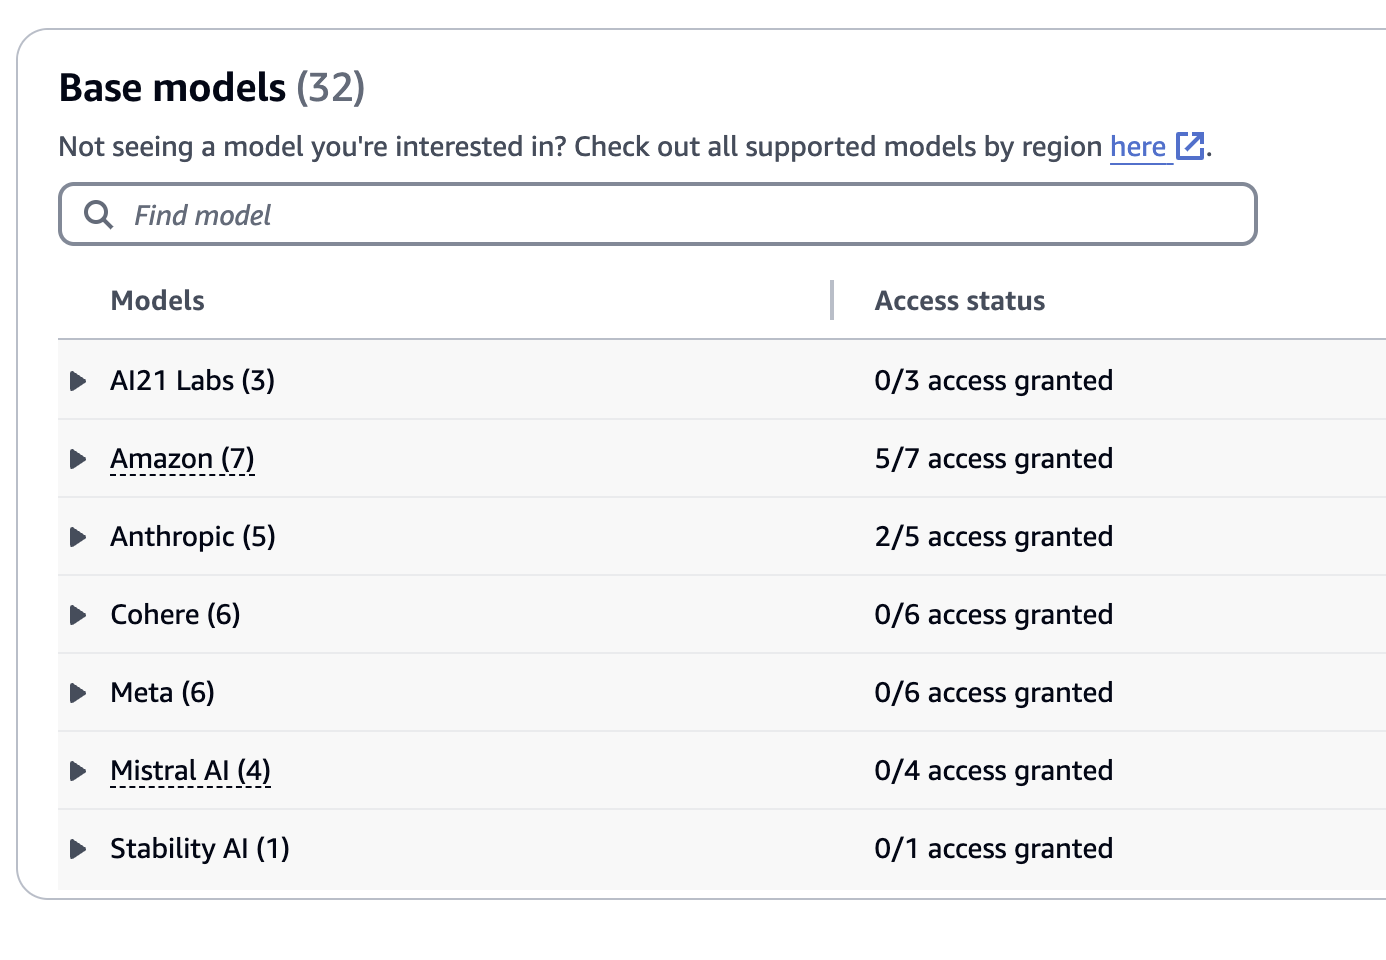 Base models (32)
Not seeing a model you're interested in? Check out all supported models by region here.
Find model
Models Access status
AI21 Labs (3) 0/3 access granted
Amazon (7) 5/7 access granted
Anthropic (5) 2/5 access granted
Cohere (6) 0/6 access granted
Meta (6) 0/6 access granted
Mistral AI (4) 0/4 access granted
Stability AI (1) 0/1 access granted